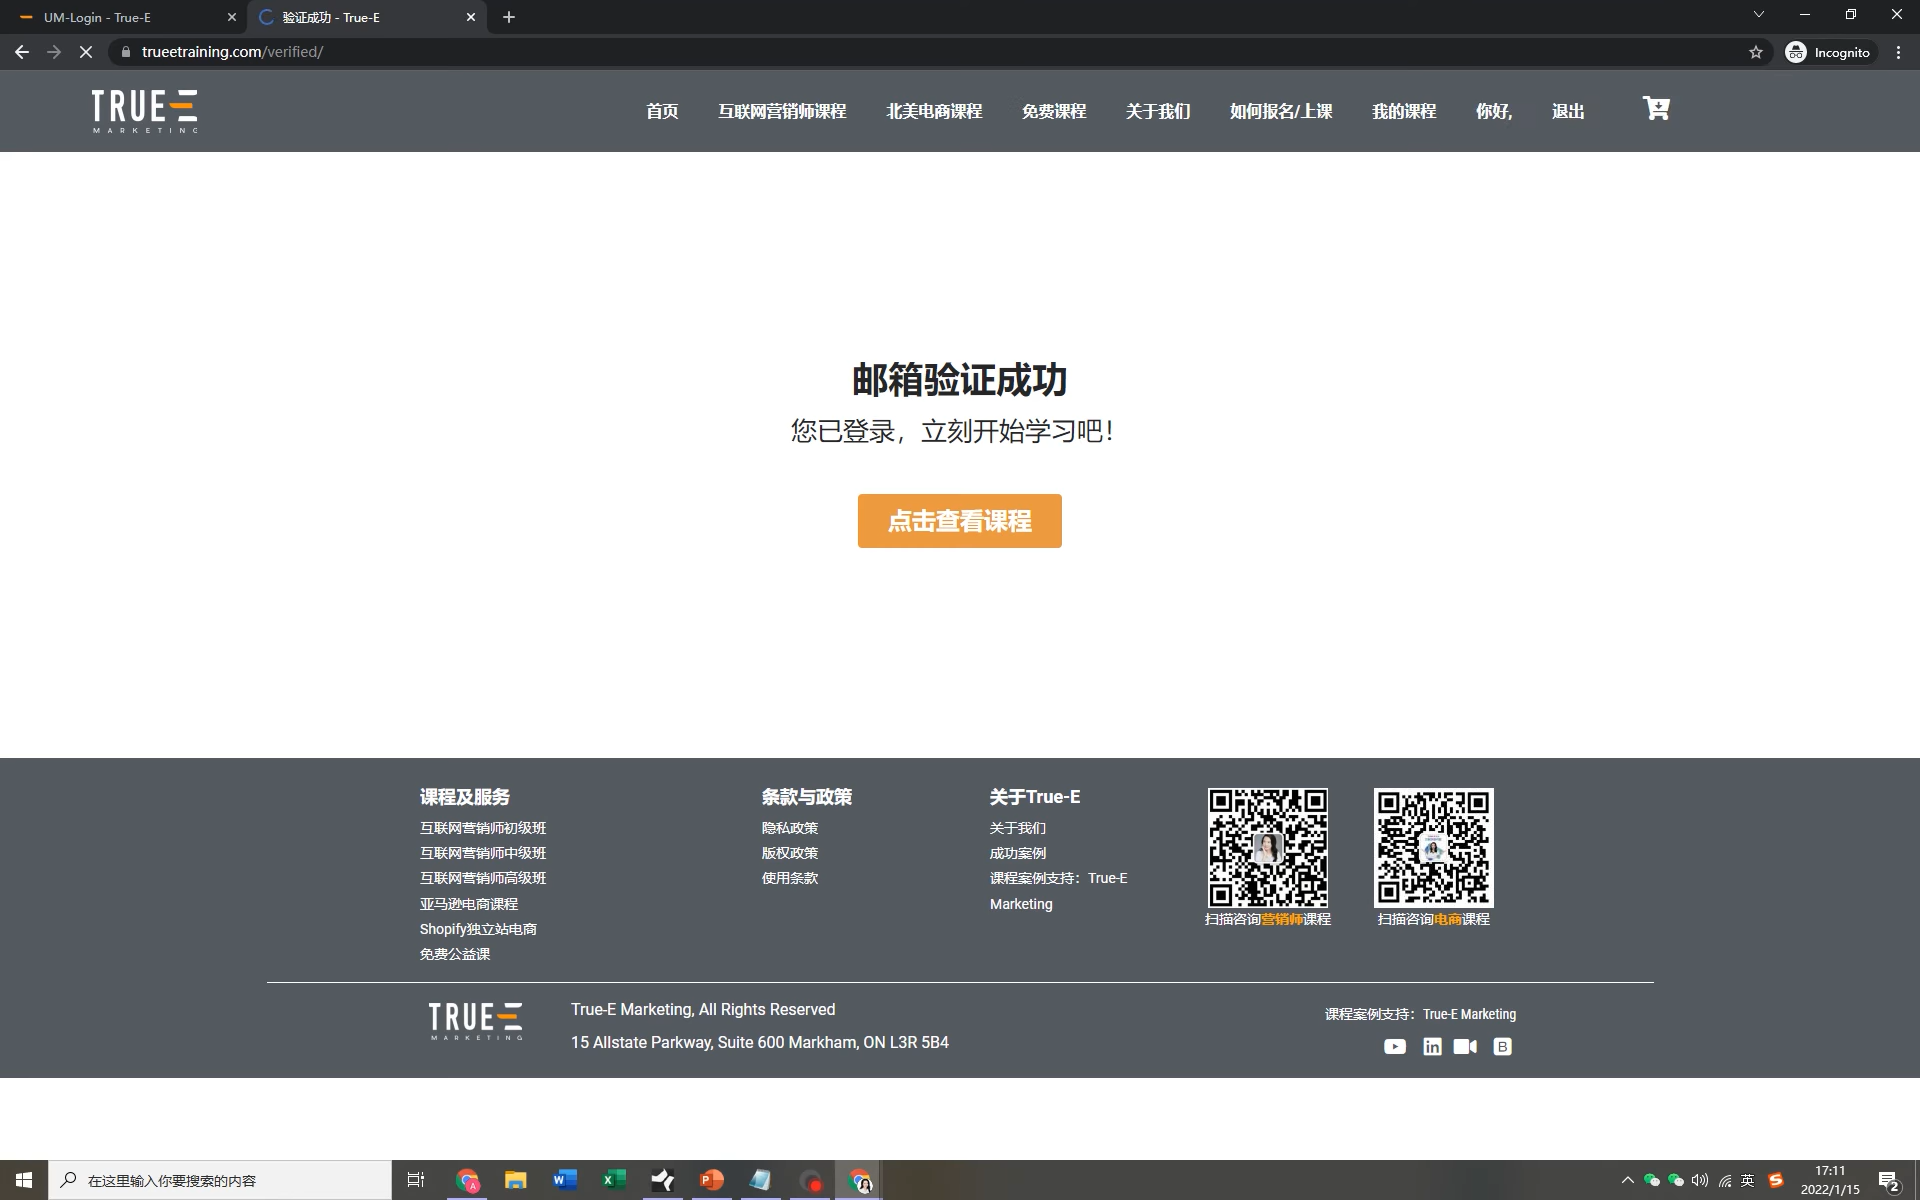 UM-Login - True-E
验证成功 - True-E
trueetraining.com/verified/
Incognito
TRUE-E
MARKETING
首页
互联网营销师课程
北美电商课程
免费课程
关于我们
如何报名/上课
我的课程
你好,
退出
邮箱验证成功
您已登录，立刻开始学习吧！
点击查看课程
课程及服务
互联网营销师初级班
互联网营销师中级班
互联网营销师高级班
亚马逊电商课程
Shopify独立站电商
免费公益课
条款与政策
隐私政策
版权政策
使用条款
关于True-E
关于我们
成功案例
课程案例支持：True-E
Marketing
扫描咨询营销师课程
扫描咨询电商课程
TRUE-E
MARKETING
True-E Marketing, All Rights Reserved
15 Allstate Parkway, Suite 600 Markham, ON L3R 5B4
课程案例支持：True-E Marketing
在这里输入你要搜索的内容
英
17:11
2022/1/15
2